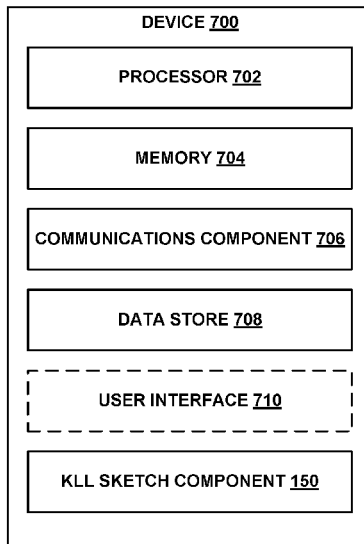 DEVICE 700
PROCESSOR 702
MEMORY 704
COMMUNICATIONS COMPONENT 706
DATA STORE 708
USER INTERFACE 710
KLL SKETCH COMPONENT 150